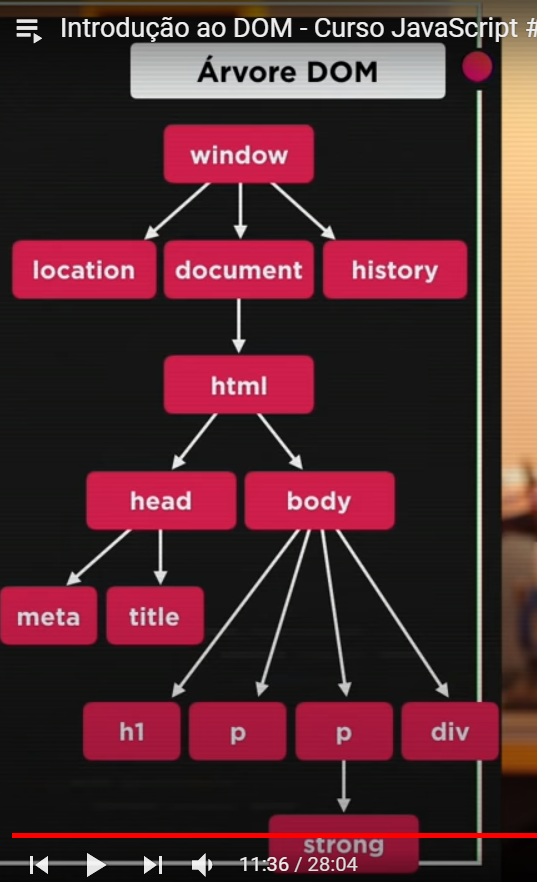 Introdução ao DOM - Curso JavaScript #
Árvore DOM
window
location document history
html
head body
meta title
h1 p p div
strong
11:36 / 28:04